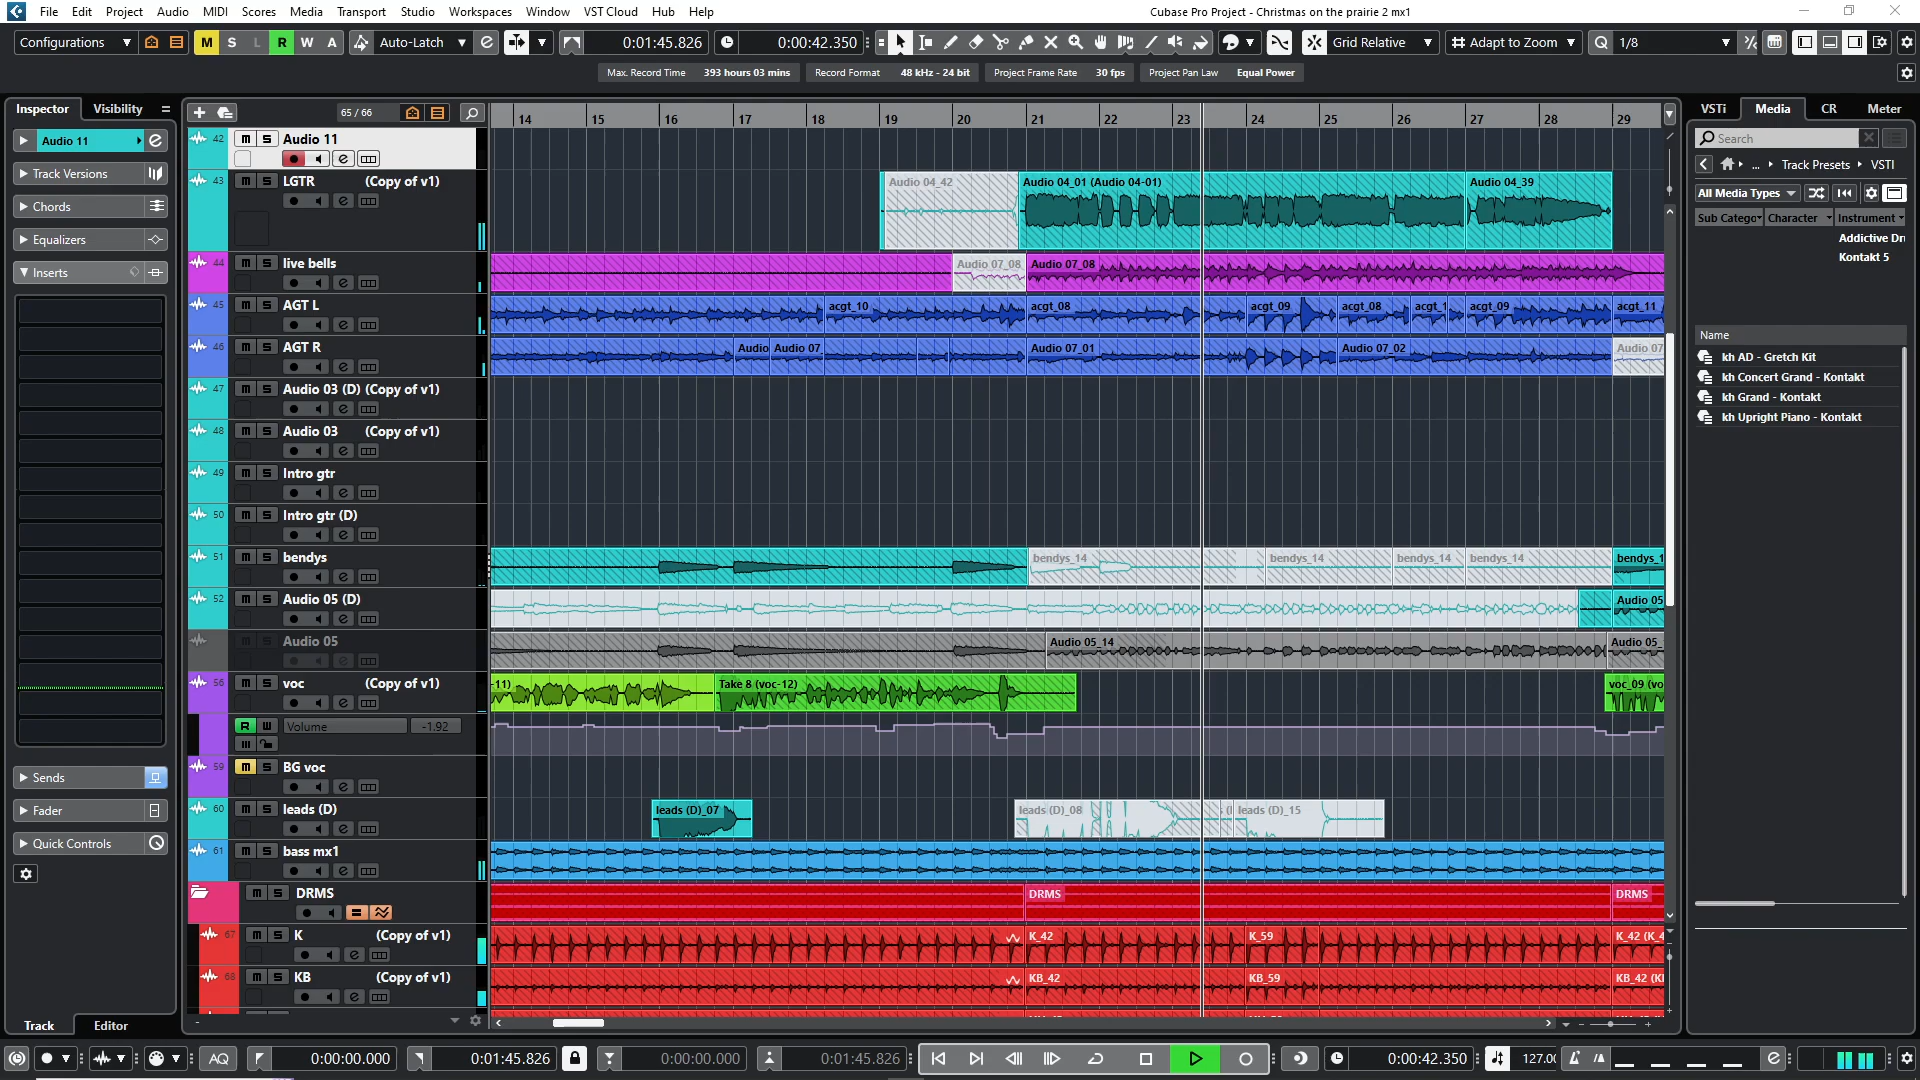 File Edit Project Audio MIDI Scores Media Transport Studio Workspaces Window VST Cloud Hub Help
Cubase Pro Project - Christmas on the prairie 2 mx1
Configurations M S L R W A Auto-Latch 0:01:45.826 0:00:42.350 Grid Relative Adapt to Zoom Q 1/8
Max. Record Time 393 hours 03 mins Record Format 48 kHz - 24 bit Project Frame Rate 30 fps Project Pan Law Equal Power
Inspector Visibility
65 / 66
14 15 16 17 18 19 20 21 22 23 24 25 26 27 28 29
VSTi Media CR Meter
Audio 11
Track Versions
Chords
Equalizers
Inserts
Sends
Fader
Quick Controls
Track Editor
42 m S Audio 11
43 m S LGTR (Copy of v1)
Audio 04_42 Audio 04_01 (Audio 04-01) Audio 04_39
44 m S live bells
Audio 07_08 Audio 07_08
45 m S AGT L
acgt_10 acgt_08 acgt_09 acgt_08 acgt_1 acgt_09 acgt_11
46 m S AGT R
Audio Audio 07_ Audio 07_01 Audio 07_02 Audio 07
47 m S Audio 03 (D) (Copy of v1)
48 m S Audio 03 (Copy of v1)
49 m S Intro gtr
50 m S Intro gtr (D)
51 m S bendys
bendys_14 bendys_14 bendys_14 bendys_14 bendys_1
52 m S Audio 05 (D)
Audio 05
m S Audio 05
Audio 05_14 Audio 05_
56 m S voc (Copy of v1)
-11) Take 8 (voc-12) voc_09 (vo
R W Volume -1.92
59 m S BG voc
60 m S leads (D)
leads (D)_07 leads (D)_08 leads (D)_15
61 m S bass mx1
m S DRMS
DRMS DRMS
67 m S K (Copy of v1)
K_42 K_59 K_42 (K_4
68 m S KB (Copy of v1)
KB_42 KB_59 KB_42 (KI
Search
... Track Presets VSTI
All Media Types
Sub Catego Character Instrument
Addictive Dr
Kontakt 5
Name
kh AD - Gretch Kit
kh Concert Grand - Kontakt
kh Grand - Kontakt
kh Upright Piano - Kontakt
AQ 0:00:00.000 0:01:45.826 0:00:00.000 0:01:45.826 0:00:42.350 127.00